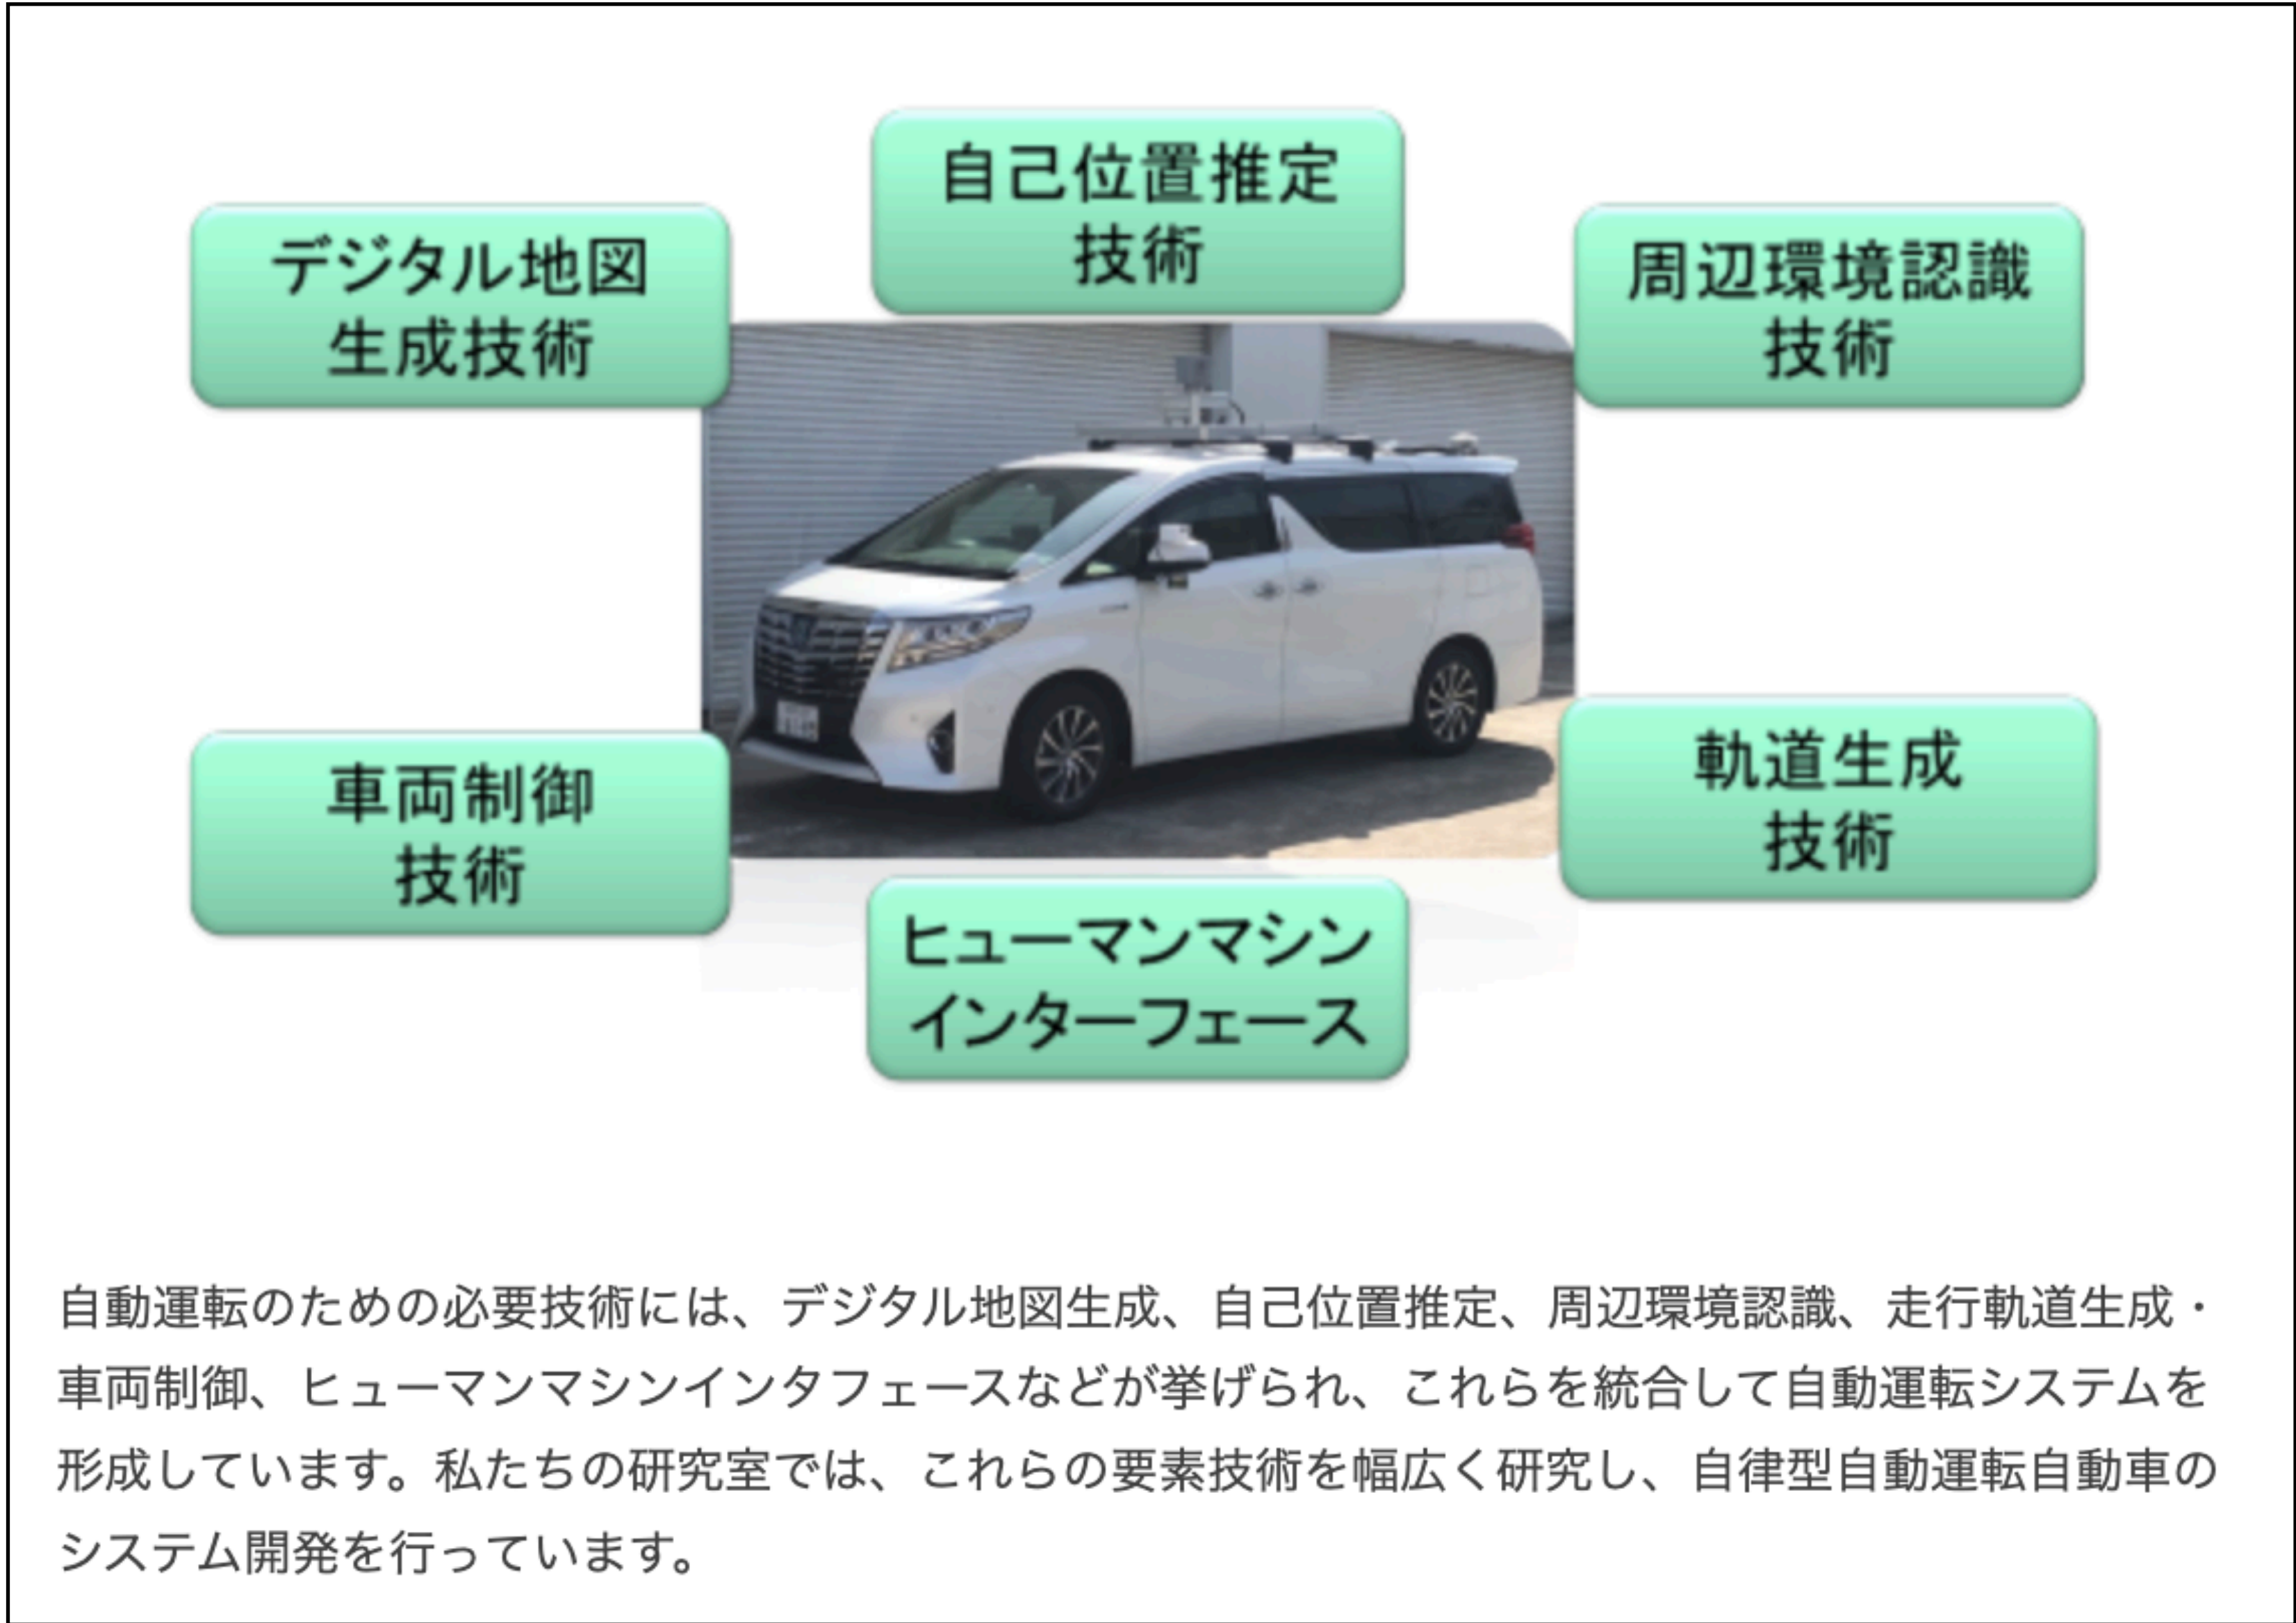 自己位置推定
技術
デジタル地図
生成技術
周辺環境認識
技術
車両制御
技術
軌道生成
技術
ヒューマンマシン
インターフェース
自動運転のための必要技術には、デジタル地図生成、自己位置推定、周辺環境認識、走行軌道生成・
車両制御、ヒューマンマシンインタフェースなどが挙げられ、これらを統合して自動運転システムを
形成しています。私たちの研究室では、これらの要素技術を幅広く研究し、自律型自動運転自動車の
システム開発を行っています。